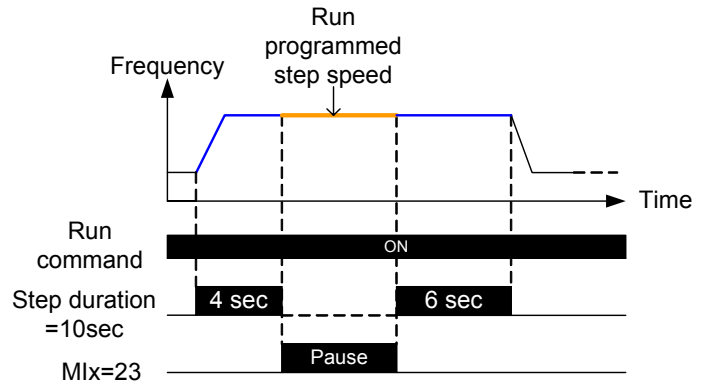 Run
programmed
step speed
Frequency
Time
Run
command
ON
Step duration
=10sec
4 sec
6 sec
MIx=23
Pause